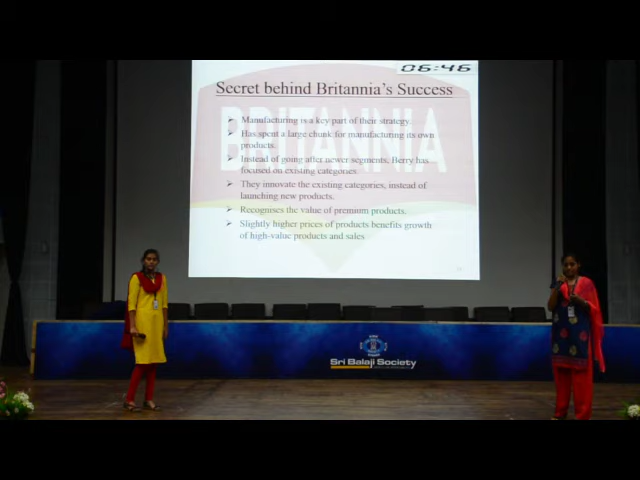 06:46
Secret behind Britannia's Success
BRITANNIA
➢ Manufacturing is a key part of their strategy.
➢ Has spent a large chunk for manufacturing its own
products.
➢ Instead of going after newer segments, Berry has
focused on existing categories.
➢ They innovate the existing categories, instead of
launching new products.
➢ Recognises the value of premium products.
➢ Slightly higher prices of products benefits growth
of high-value products and sales.
Sri Balaji Society